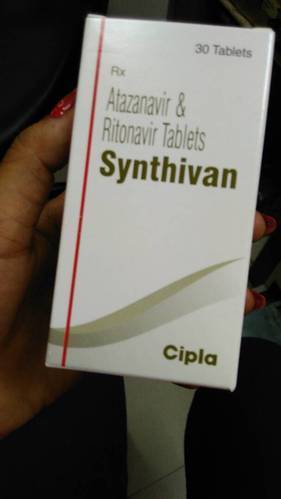 30 Tablets
Rx
Atazanavir &
Ritonavir Tablets
Synthivan
Cipla